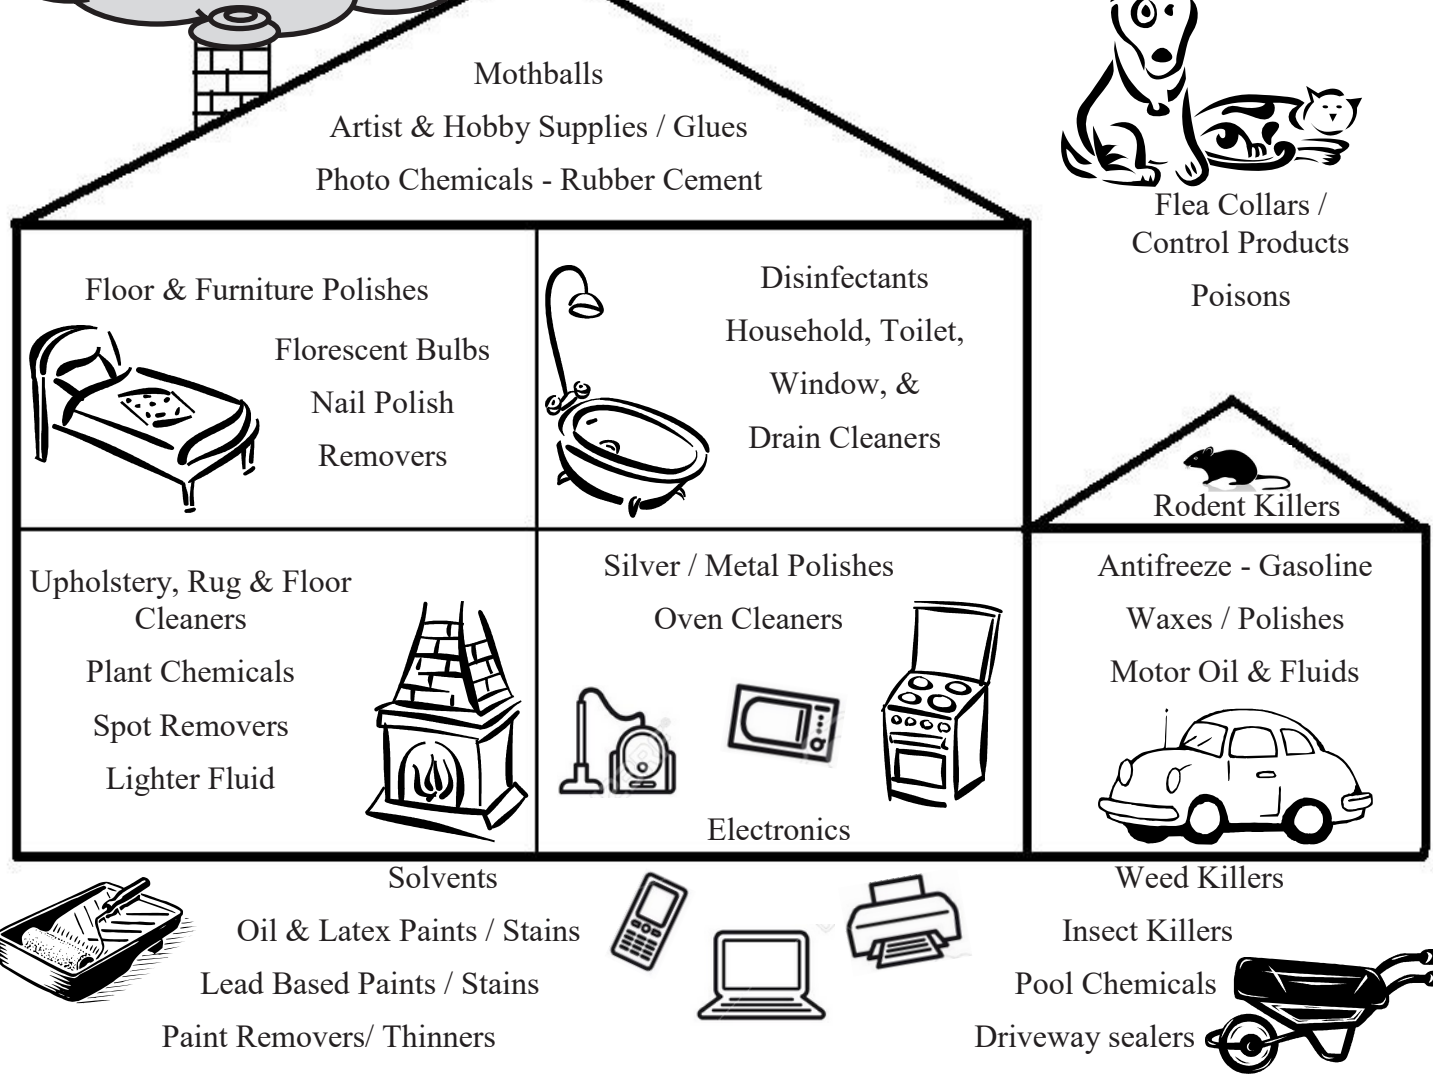 Mothballs
Artist & Hobby Supplies / Glues
Photo Chemicals - Rubber Cement
Flea Collars /
Control Products
Poisons
Floor & Furniture Polishes
Florescent Bulbs
Nail Polish
Removers
Disinfectants
Household, Toilet,
Window, &
Drain Cleaners
Rodent Killers
Upholstery, Rug & Floor
Cleaners
Plant Chemicals
Spot Removers
Lighter Fluid
Silver / Metal Polishes
Oven Cleaners
Electronics
Antifreeze - Gasoline
Waxes / Polishes
Motor Oil & Fluids
Solvents
Oil & Latex Paints / Stains
Lead Based Paints / Stains
Paint Removers/ Thinners
Weed Killers
Insect Killers
Pool Chemicals
Driveway sealers